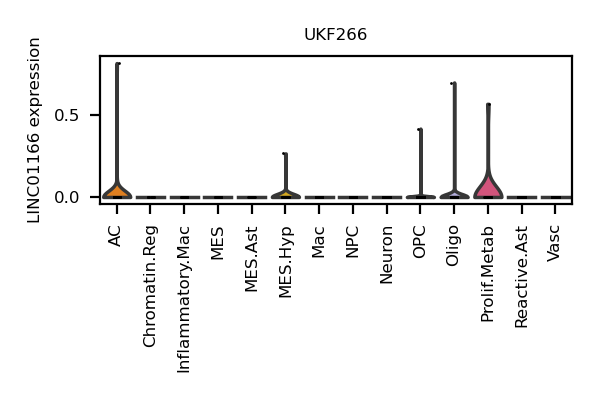 UKF266
LINC01166 expression
0.5
0.0
AC
Chromatin.Reg
Inflammatory.Mac
MES
MES.Ast
MES.Hyp
Mac
NPC
Neuron
OPC
Oligo
Prolif.Metab
Reactive.Ast
Vasc